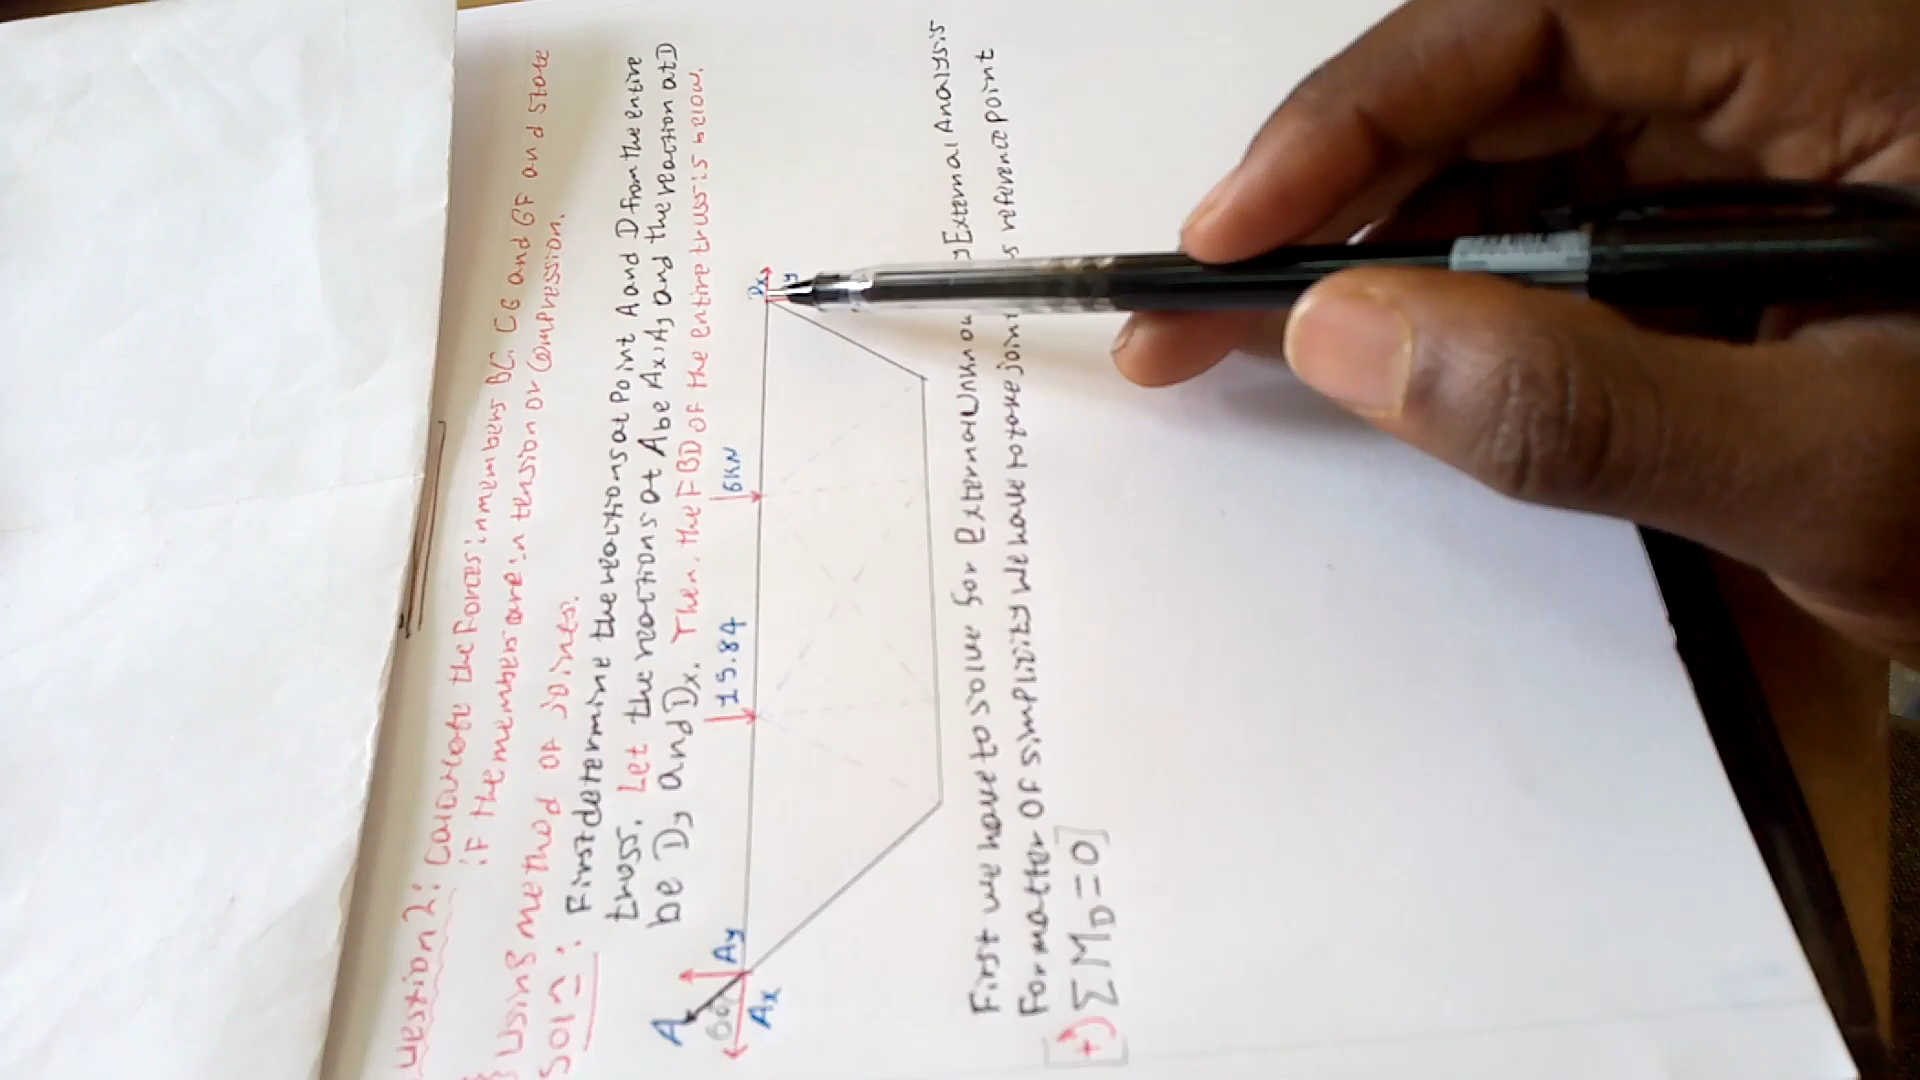 uestion 2: Calculate the Forces in members BC, CG and GF and State
if the members are in tension or Compression.
Using method of joints.
Soln: First determine the reactions at Point A and D from the entire
truss. Let the reactions at A be Ax, Ay and the reaction at D
be Dy and Dx. Then, the FBD of the entire truss is below.
A
60
Ax
Ay
15.84
6KN
Dx
y
First we have to solve for external Unknow External Analysis
For matter of simplicity we have to take joint s reference point
+) ΣM_D=0